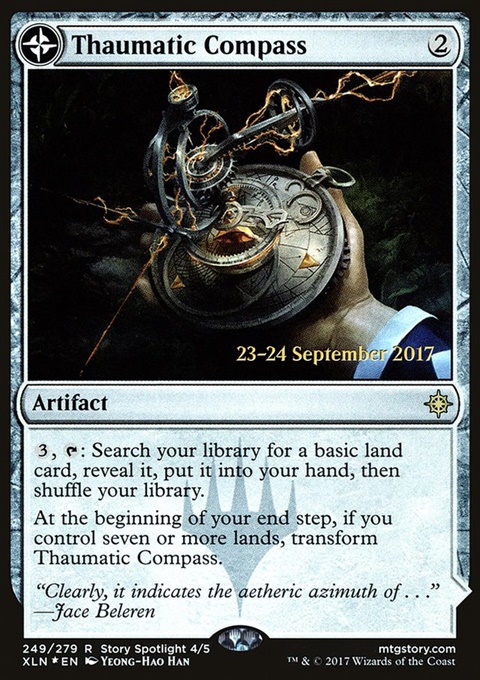 Thaumatic Compass 2
23–24 September 2017
Artifact
3, T: Search your library for a basic land
card, reveal it, put it into your hand, then
shuffle your library.
At the beginning of your end step, if you
control seven or more lands, transform
Thaumatic Compass.
“Clearly, it indicates the aetheric azimuth of . . .”
—Jace Beleren
249/279 R Story Spotlight 4/5
mtgstory.com
XLN ★ EN Yeong-Hao Han
™ & © 2017 Wizards of the Coast